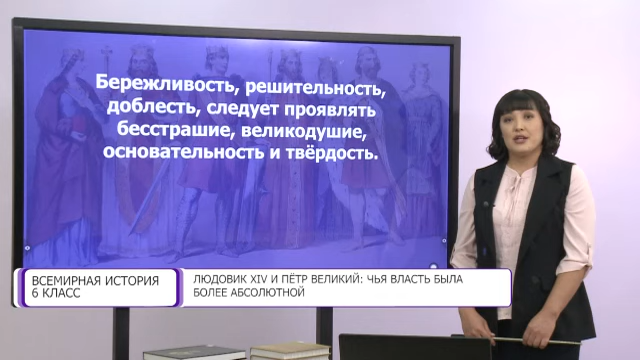 Бережливость, решительность,
доблесть, следует проявлять
бесстрашие, великодушие,
основательность и твёрдость.
ВСЕМИРНАЯ ИСТОРИЯ
6 КЛАСС
ЛЮДОВИК XIV И ПЁТР ВЕЛИКИЙ: ЧЬЯ ВЛАСТЬ БЫЛА
БОЛЕЕ АБСОЛЮТНОЙ